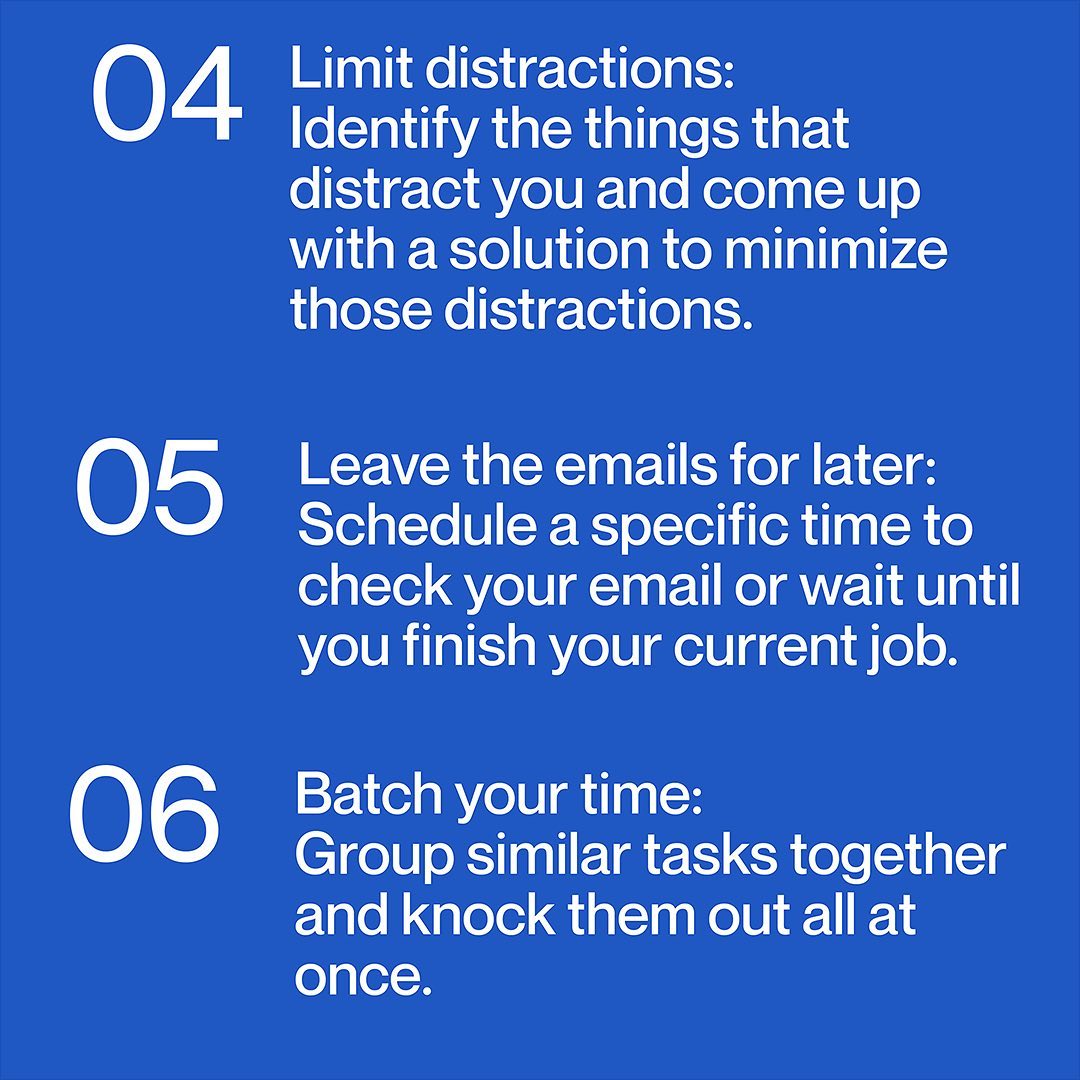 04
Limit distractions:
Identify the things that
distract you and come up
with a solution to minimize
those distractions.
05
Leave the emails for later:
Schedule a specific time to
check your email or wait until
you finish your current job.
06
Batch your time:
Group similar tasks together
and knock them out all at
once.